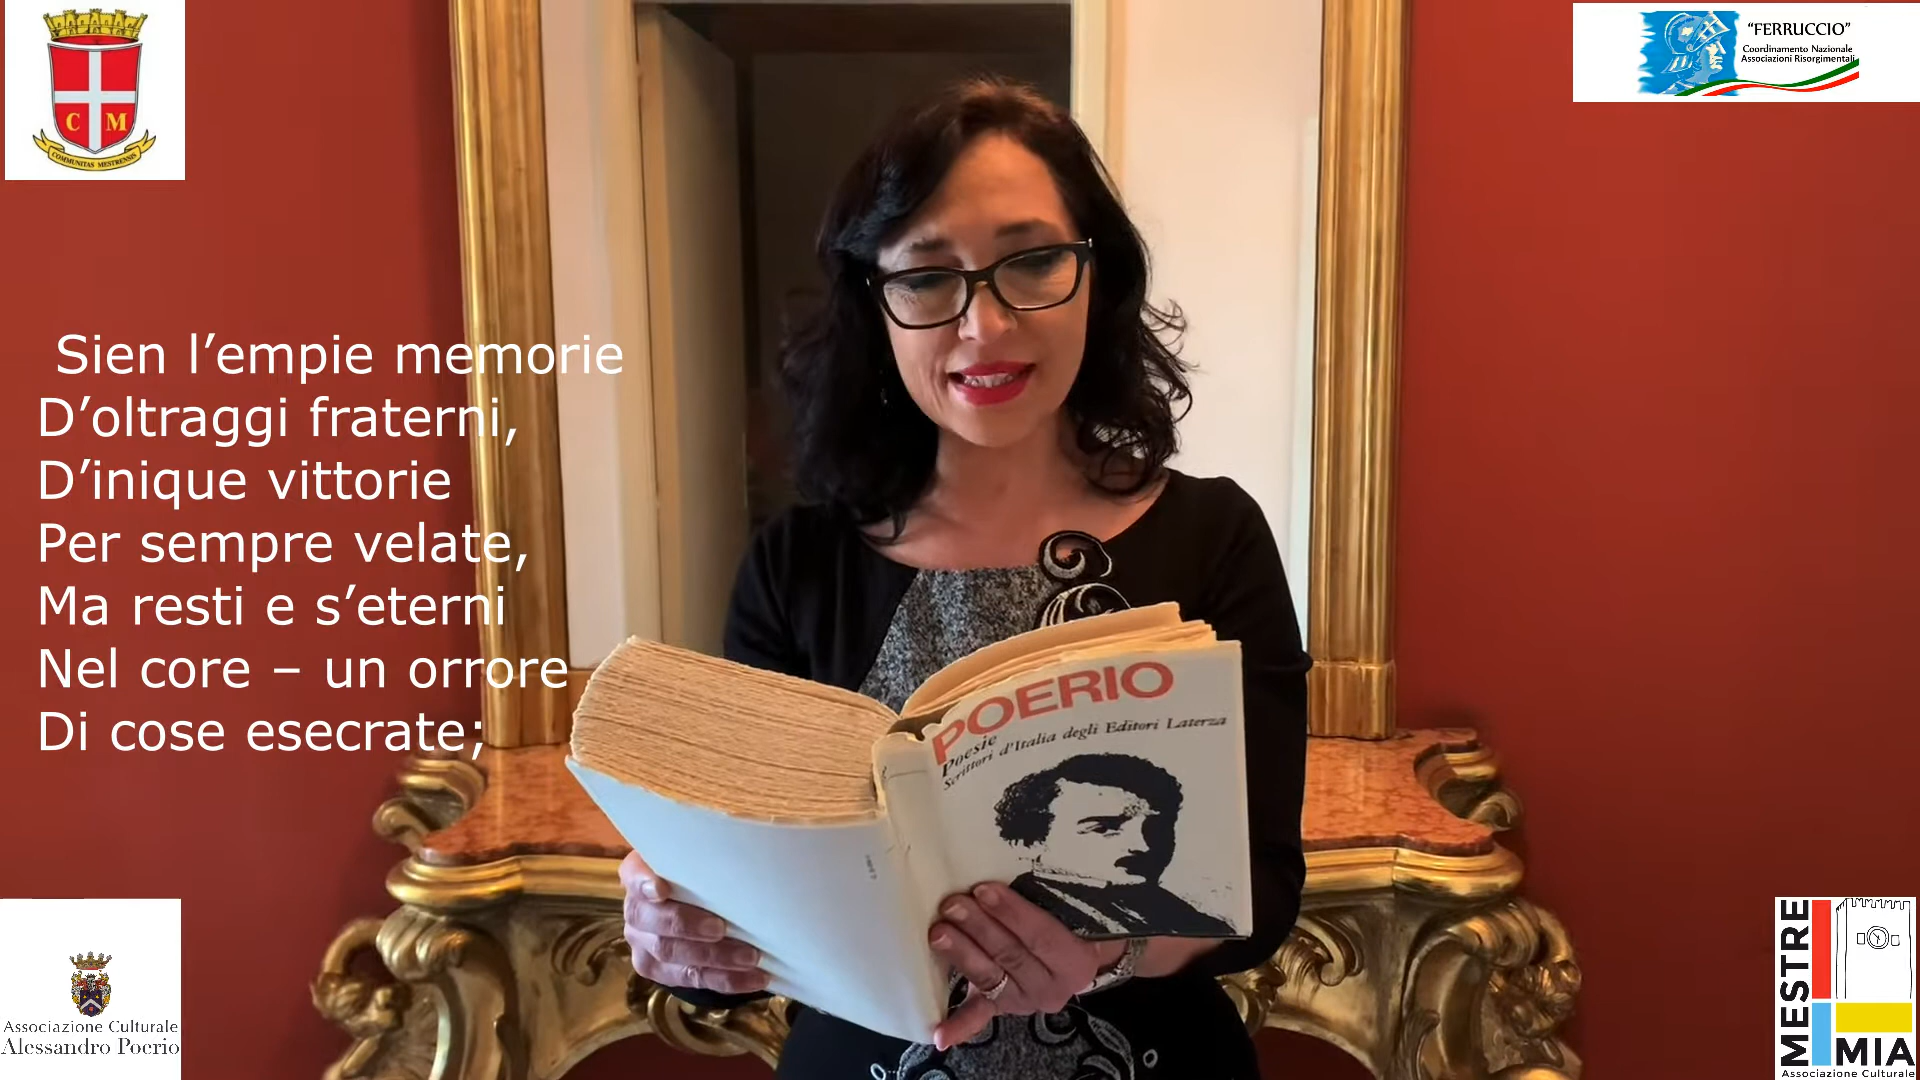 C M
COMMUNITAS MESTRENSIS
"FERRUCCIO"
Coordinamento Nazionale
Associazioni Risorgimentali
Sien l’empie memorie
D’oltraggi fraterni,
D’inique vittorie
Per sempre velate,
Ma resti e s’eterni
Nel core – un orrore
Di cose esecrate;
POERIO
Poesie
Scrittori d'Italia degli Editori Laterza
Associazione Culturale
Alessandro Poerio
MESTRE
MIA
Associazione Culturale